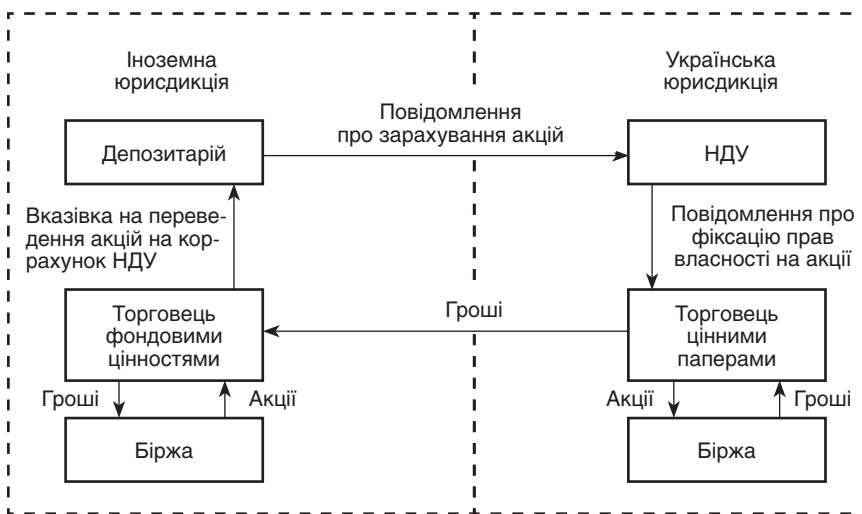 Іноземна
юрисдикція
Українська
юрисдикція
Повідомлення
про зарахування акцій
Депозитарій
НДУ
Вказівка на переве-
дення акцій на кор-
рахунок НДУ
Повідомлення про
фіксацію прав
власності на акції
Торговець
фондовими
цінностями
Гроші
Торговець
цінними
паперами
Гроші
Акції
Акції
Гроші
Біржа
Біржа